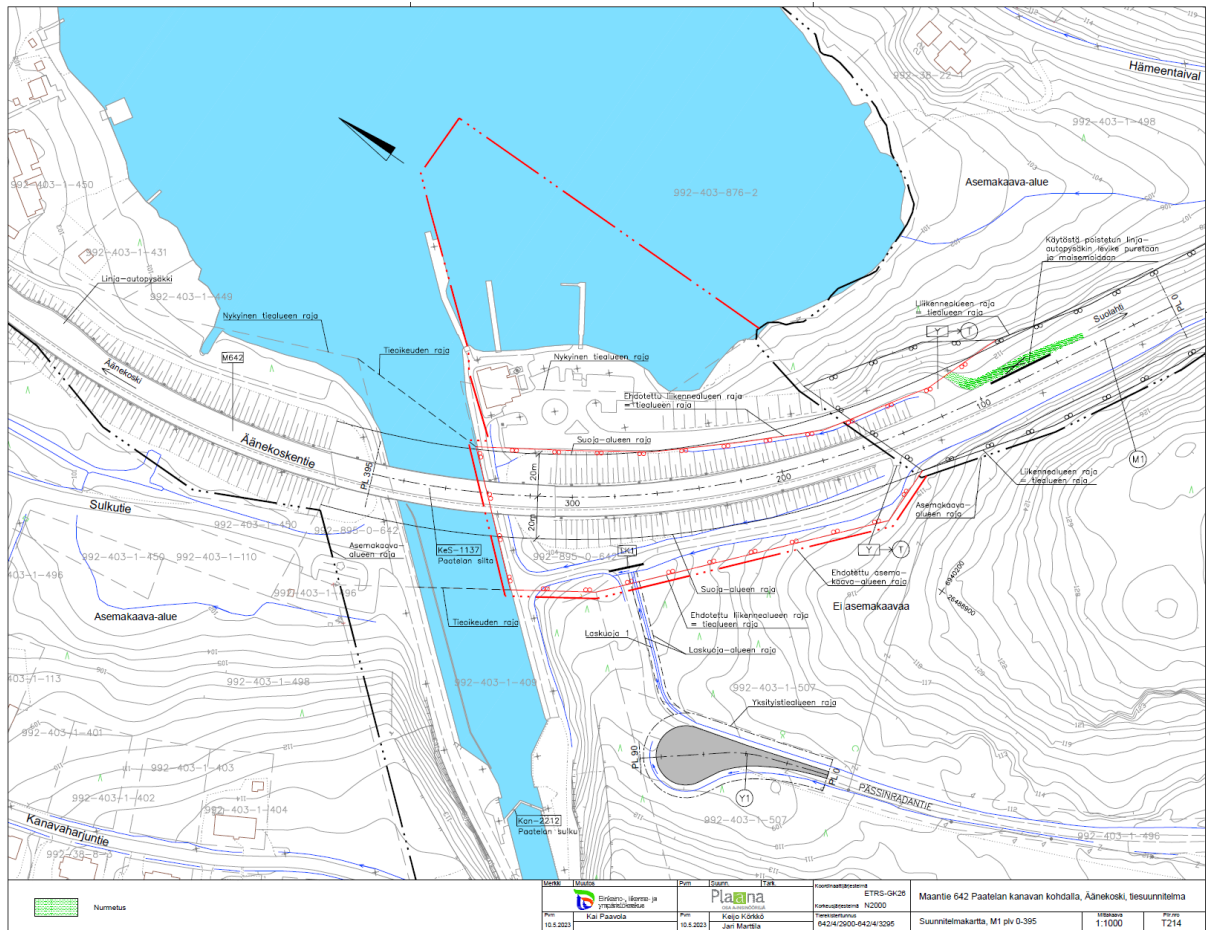 Hämeentaival
992-38-22-1
992-403-1-498
Asemakaava-alue
992-403-1-450
992-403-876-2
Käytöstä poistetun linja-
autopysäkin levike puretaan
ja maisemoidaan
992-403-1-431
Linja-autopysäkki
992-403-1-449
Nykyinen tiealueen raja
Liikennealueen raja
= tiealueen raja
Suolahti
PL 0
Y
T
M642
Tieoikeuden raja
Nykyinen tiealueen raja
Äänekoski
Ehdotettu liikennealueen raja
= tiealueen raja
100
Äänekoskentie
Suoja-alueen raja
M1
PL 395
20m
200
Liikennealueen raja
= tiealueen raja
300
Sulkutie
20m
Asemakaava-
alueen raja
992-403-1-450
992-895-0-642
Asemakaava-
alueen raja
KeS-1137
Paatelan silta
992-895-0-642
LK1
Y
T
992-403-1-450
992-403-1-110
Ehdotettu asema-
kaava-alueen raja
6940200
26486900
403-1-496
992-403-1-496
Suoja-alueen raja
Ei asemakaavaa
Asemakaava-alue
Tieoikeuden raja
Ehdotettu liikennealueen raja
= tiealueen raja
Laskuoja 1
Laskuoja-alueen raja
403-1-113
992-403-1-498
992-403-1-409
992-403-1-507
Yksityistiealueen raja
992-403-1-401
992-403-1-403
PL 90
PL 0
992-403-1-402
992-403-1-404
Y1
PÄSSINRADANTIE
Kan-2212
Paatelan sulku
992-403-1-507
992-403-1-496
Kanavaharjuntie
992-38-8-3
Nurmetus
Merkki
Muutos
Pvm
Suunn.
Tark.
Elinkeino-, liikenne- ja
ympäristökeskus
Plaana
Koordinaattijärjestelmä
ETRS-GK26
Korkeusjärjestelmä
N2000
Maantie 642 Paatelan kanavan kohdalla, Äänekoski, tiesuunnitelma
Pvm
10.5.2023
Kai Paavola
Pvm
10.5.2023
Keijo Körkkö
Jari Marttila
Tierekisteritunnus
642/4/2900-642/4/3295
Suunnitelmakartta, M1 plv 0-395
Mittakaava
1:1000
Piir.nro
T214